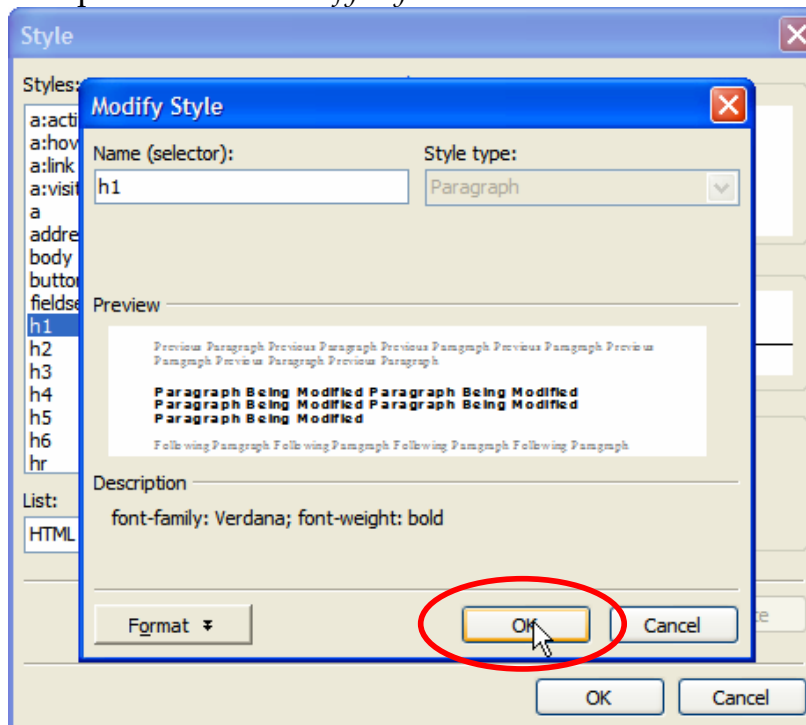 Style
Styles:
a:acti
a:hov
a:link
a:visit
a
addre
body
button
fieldse
h1
h2
h3
h4
h5
h6
hr
List:
HTML
Modify Style
Name (selector):
Style type:
h1
Paragraph
Preview
Previous Paragraph Previous Paragraph Previous Paragraph Previous Paragraph Previous
Paragraph Previous Paragraph Previous Paragraph
Paragraph Being Modified Paragraph Being Modified
Paragraph Being Modified Paragraph Being Modified
Paragraph Being Modified
Following Paragraph Following Paragraph Following Paragraph Following Paragraph
Description
font-family: Verdana; font-weight: bold
Format
OK
Cancel
OK
Cancel